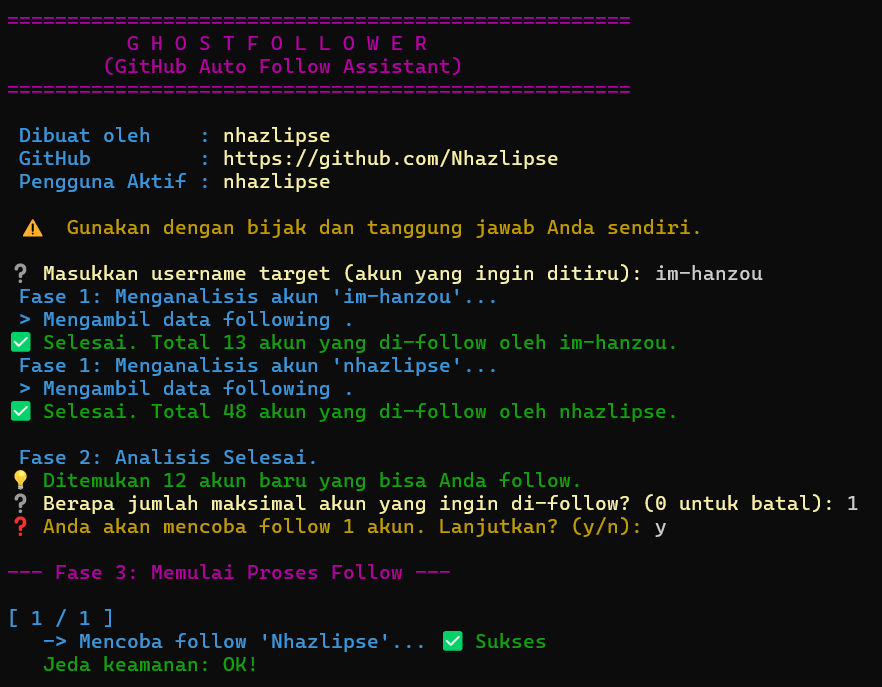 ====================================================
G H O S T F O L L O W E R
(GitHub Auto Follow Assistant)
====================================================
Dibuat oleh    : nhazlipse
GitHub         : https://github.com/Nhazlipse
Pengguna Aktif : nhazlipse
⚠️  Gunakan dengan bijak dan tanggung jawab Anda sendiri.
? Masukkan username target (akun yang ingin ditiru): im-hanzou
Fase 1: Menganalisis akun 'im-hanzou'...
> Mengambil data following .
✅ Selesai. Total 13 akun yang di-follow oleh im-hanzou.
Fase 1: Menganalisis akun 'nhazlipse'...
> Mengambil data following .
✅ Selesai. Total 48 akun yang di-follow oleh nhazlipse.
Fase 2: Analisis Selesai.
💡 Ditemukan 12 akun baru yang bisa Anda follow.
❔ Berapa jumlah maksimal akun yang ingin di-follow? (0 untuk batal): 1
❓ Anda akan mencoba follow 1 akun. Lanjutkan? (y/n): y
--- Fase 3: Memulai Proses Follow ---
[ 1 / 1 ]
-> Mencoba follow 'Nhazlipse'... ✅ Sukses
Jeda keamanan: OK!